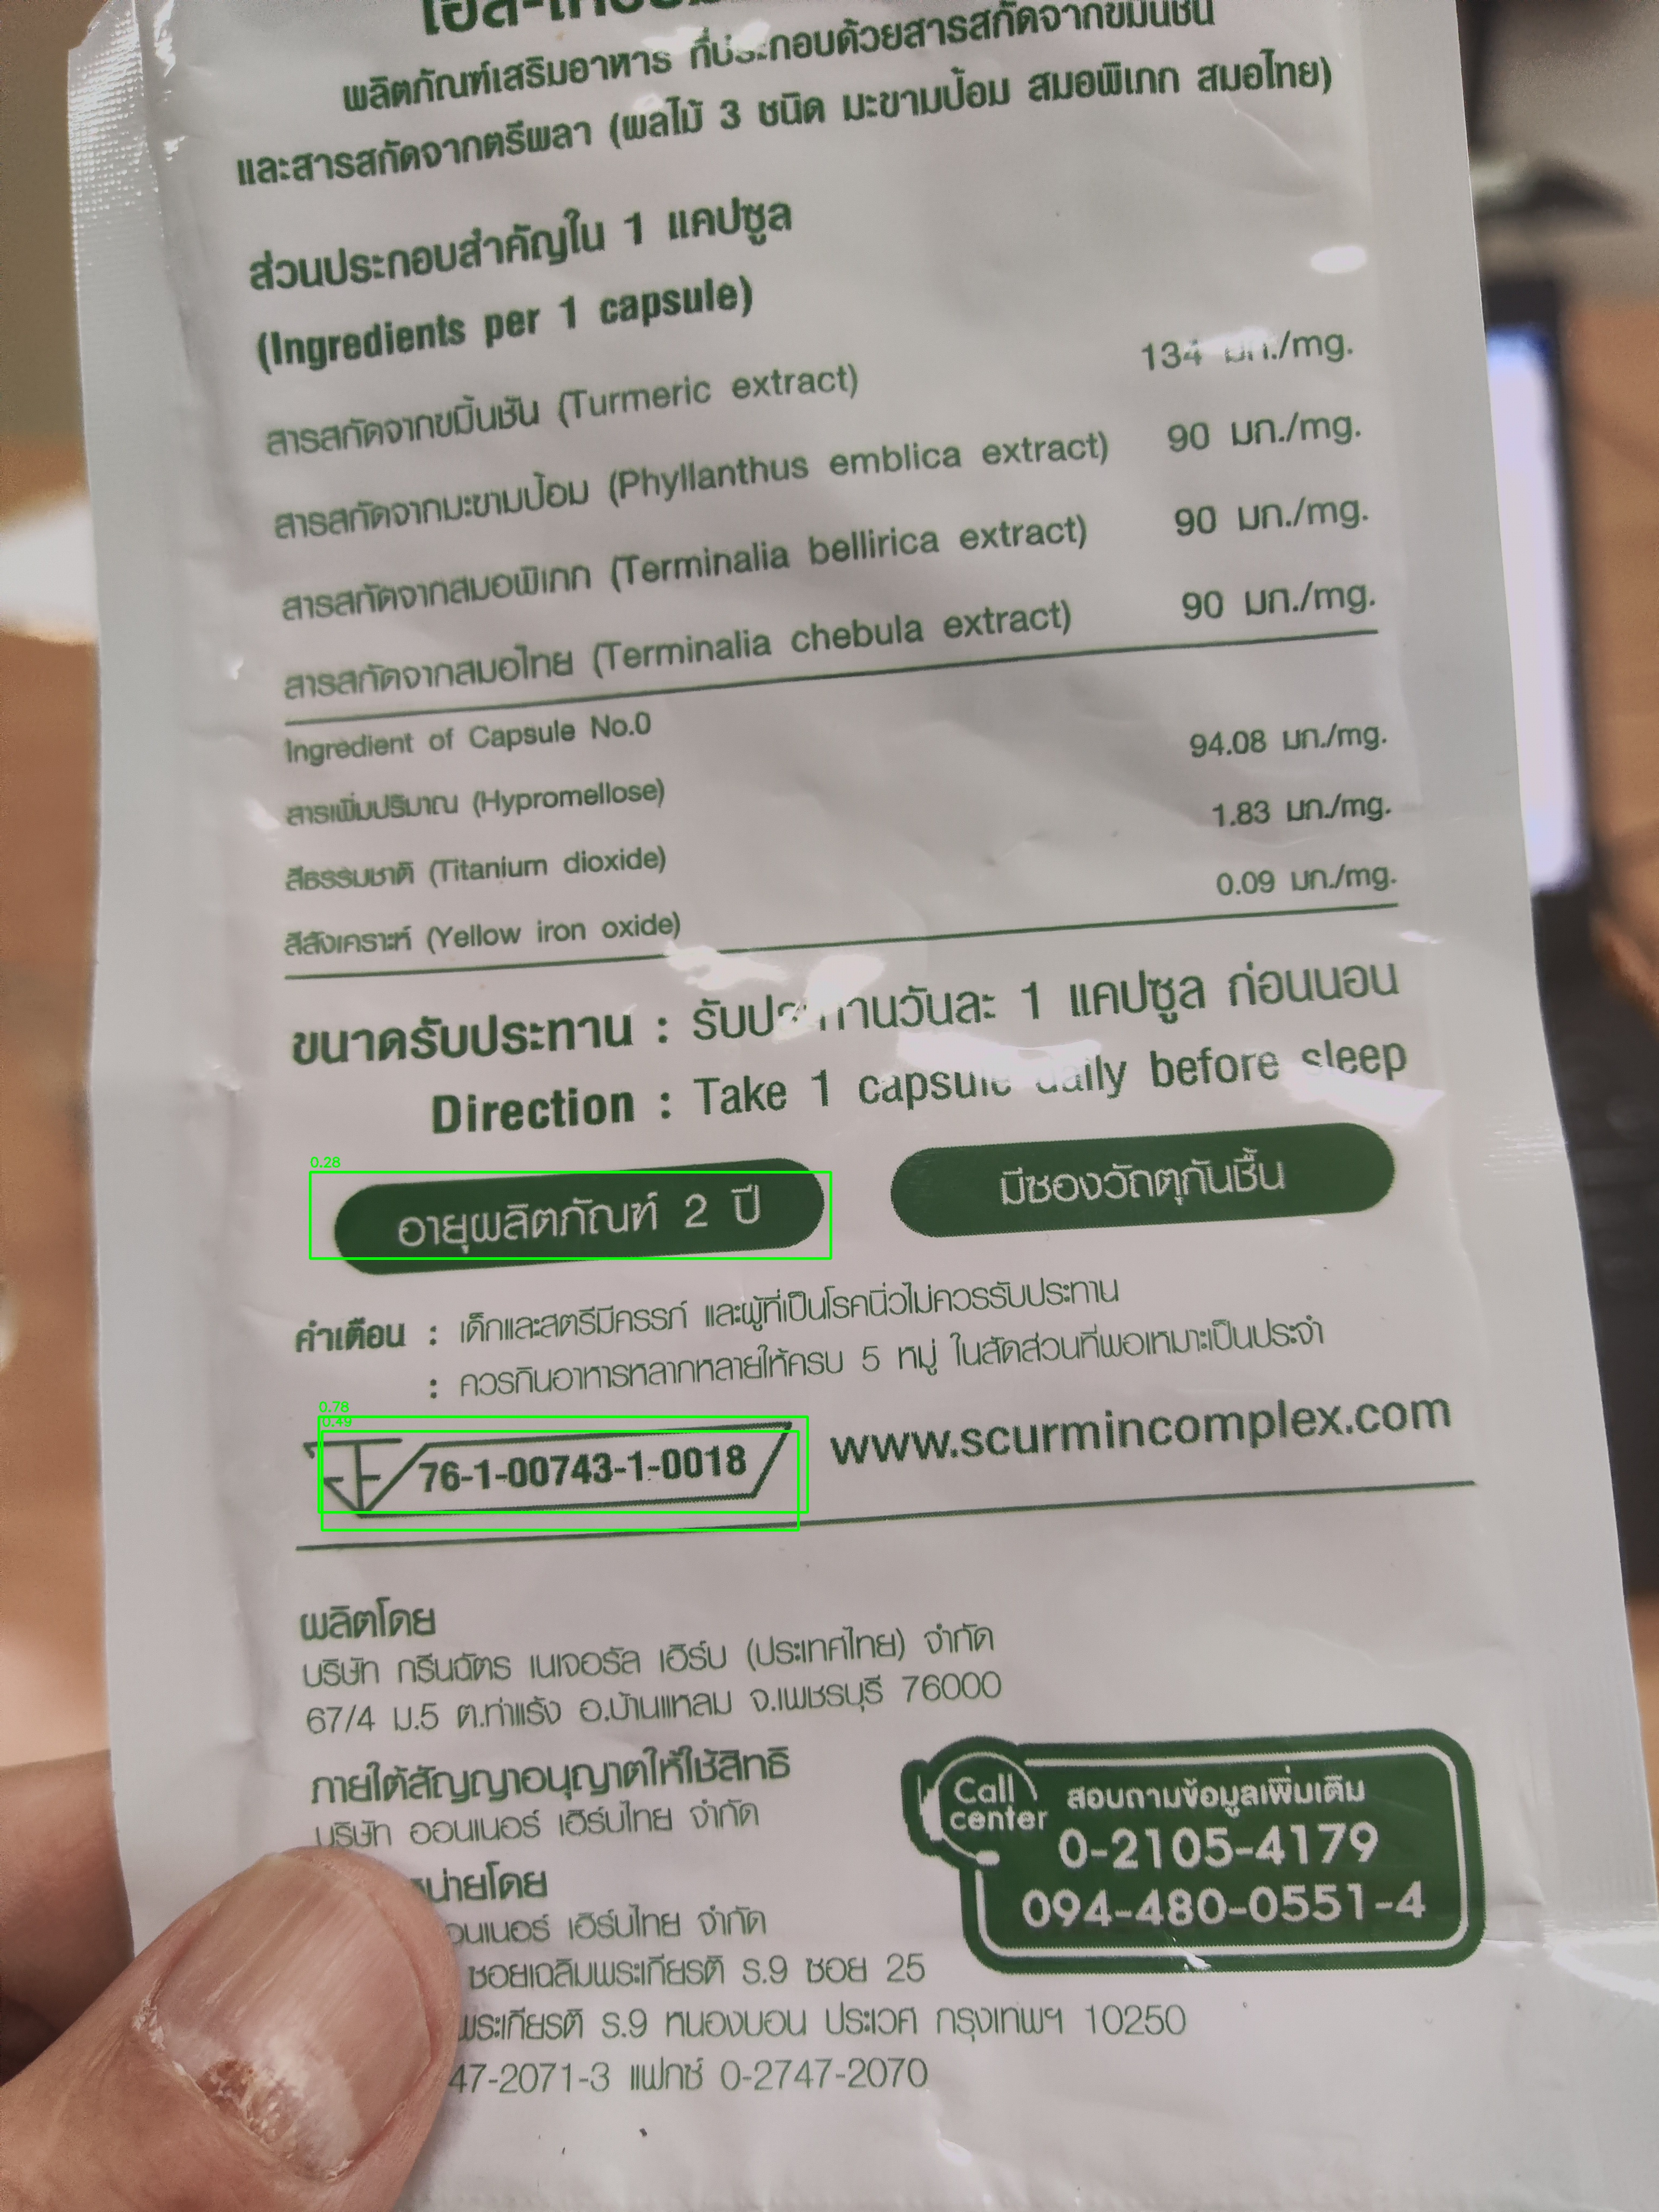 ผลิตภัณฑ์เสริมอาหาร ที่ประกอบด้วยสารสกัดจากขมิ้นชัน
และสารสกัดจากตรีพลา (ผลไม้ 3 ชนิด มะขามป้อม สมอพิเภก สมอไทย)
ส่วนประกอบสำคัญใน 1 แคปซูล
(Ingredients per 1 capsule)
สารสกัดจากขมิ้นชัน (Turmeric extract) 134 มก./mg.
สารสกัดจากมะขามป้อม (Phyllanthus emblica extract) 90 มก./mg.
สารสกัดจากสมอพิเภก (Terminalia bellirica extract) 90 มก./mg.
สารสกัดจากสมอไทย (Terminalia chebula extract) 90 มก./mg.
Ingredient of Capsule No.0
สารเพิ่มปริมาณ (Hypromellose) 94.08 มก./mg.
สีธรรมชาติ (Titanium dioxide) 1.83 มก./mg.
สีสังเคราะห์ (Yellow iron oxide) 0.09 มก./mg.
ขนาดรับประทาน : รับประทานวันละ 1 แคปซูล ก่อนนอน
Direction : Take 1 capsule daily before sleep
0.28
อายุผลิตภัณฑ์ 2 ปี มีซองวัตถุกันชื้น
คำเตือน : เด็กและสตรีมีครรภ์ และผู้ที่เป็นโรคนิ่วไม่ควรรับประทาน
: ควรกินอาหารหลากหลายให้ครบ 5 หมู่ ในสัดส่วนที่พอเหมาะเป็นประจำ
0.78
0.49
76-1-00743-1-0018 www.scurmincomplex.com
ผลิตโดย
บริษัท กรีนฉัตร เนเจอรัล เฮิร์บ (ประเทศไทย) จำกัด
67/4 ม.5 ต.ท่าแร้ง อ.บ้านแหลม จ.เพชรบุรี 76000
ภายใต้สัญญาอนุญาตให้ใช้สิทธิ
บริษัท ออนเนอร์ เฮิร์บไทย จำกัด
Call center สอบถามข้อมูลเพิ่มเติม
0-2105-4179
094-480-0551-4
น่ายโดย
อนเนอร์ เฮิร์บไทย จำกัด
ซอยเฉลิมพระเกียรติ ร.9 ซอย 25
พระเกียรติ ร.9 หนองบอน ประเวศ กรุงเทพฯ 10250
47-2071-3 แฟกซ์ 0-2747-2070